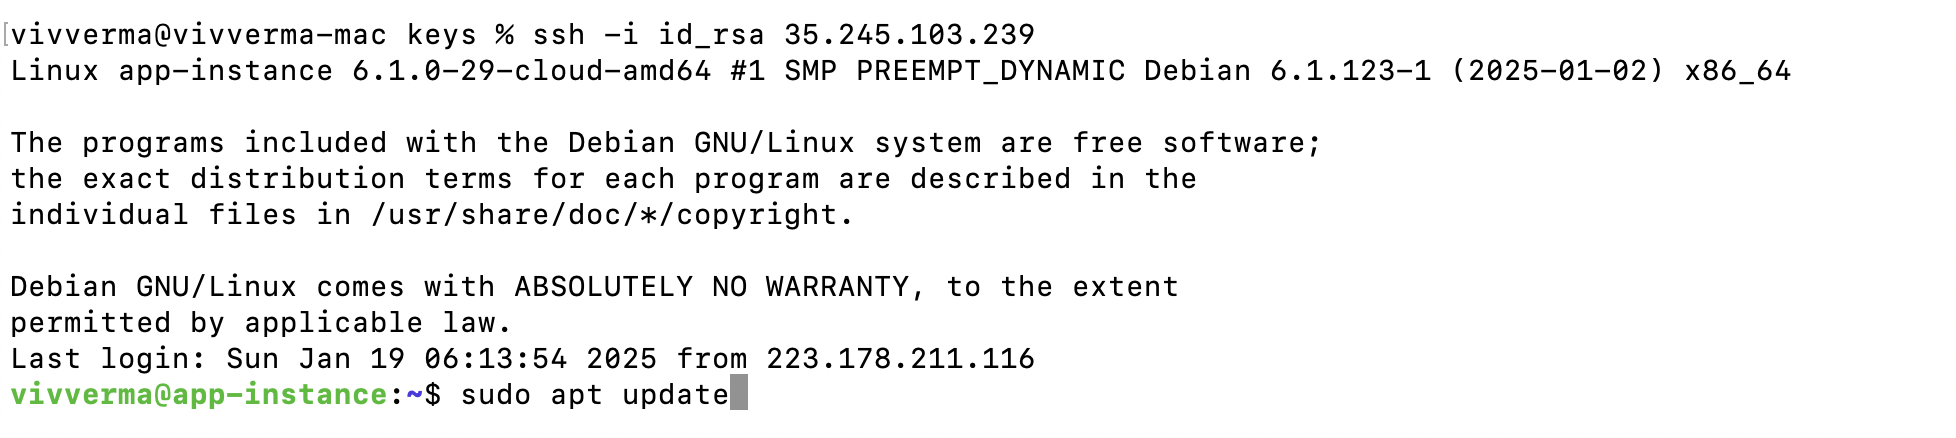 vivverma@vivverma-mac keys % ssh -i id_rsa 35.245.103.239
Linux app-instance 6.1.0-29-cloud-amd64 #1 SMP PREEMPT_DYNAMIC Debian 6.1.123-1 (2025-01-02) x86_64
The programs included with the Debian GNU/Linux system are free software;
the exact distribution terms for each program are described in the
individual files in /usr/share/doc/*/copyright.
Debian GNU/Linux comes with ABSOLUTELY NO WARRANTY, to the extent
permitted by applicable law.
Last login: Sun Jan 19 06:13:54 2025 from 223.178.211.116
vivverma@app-instance:~$ sudo apt update